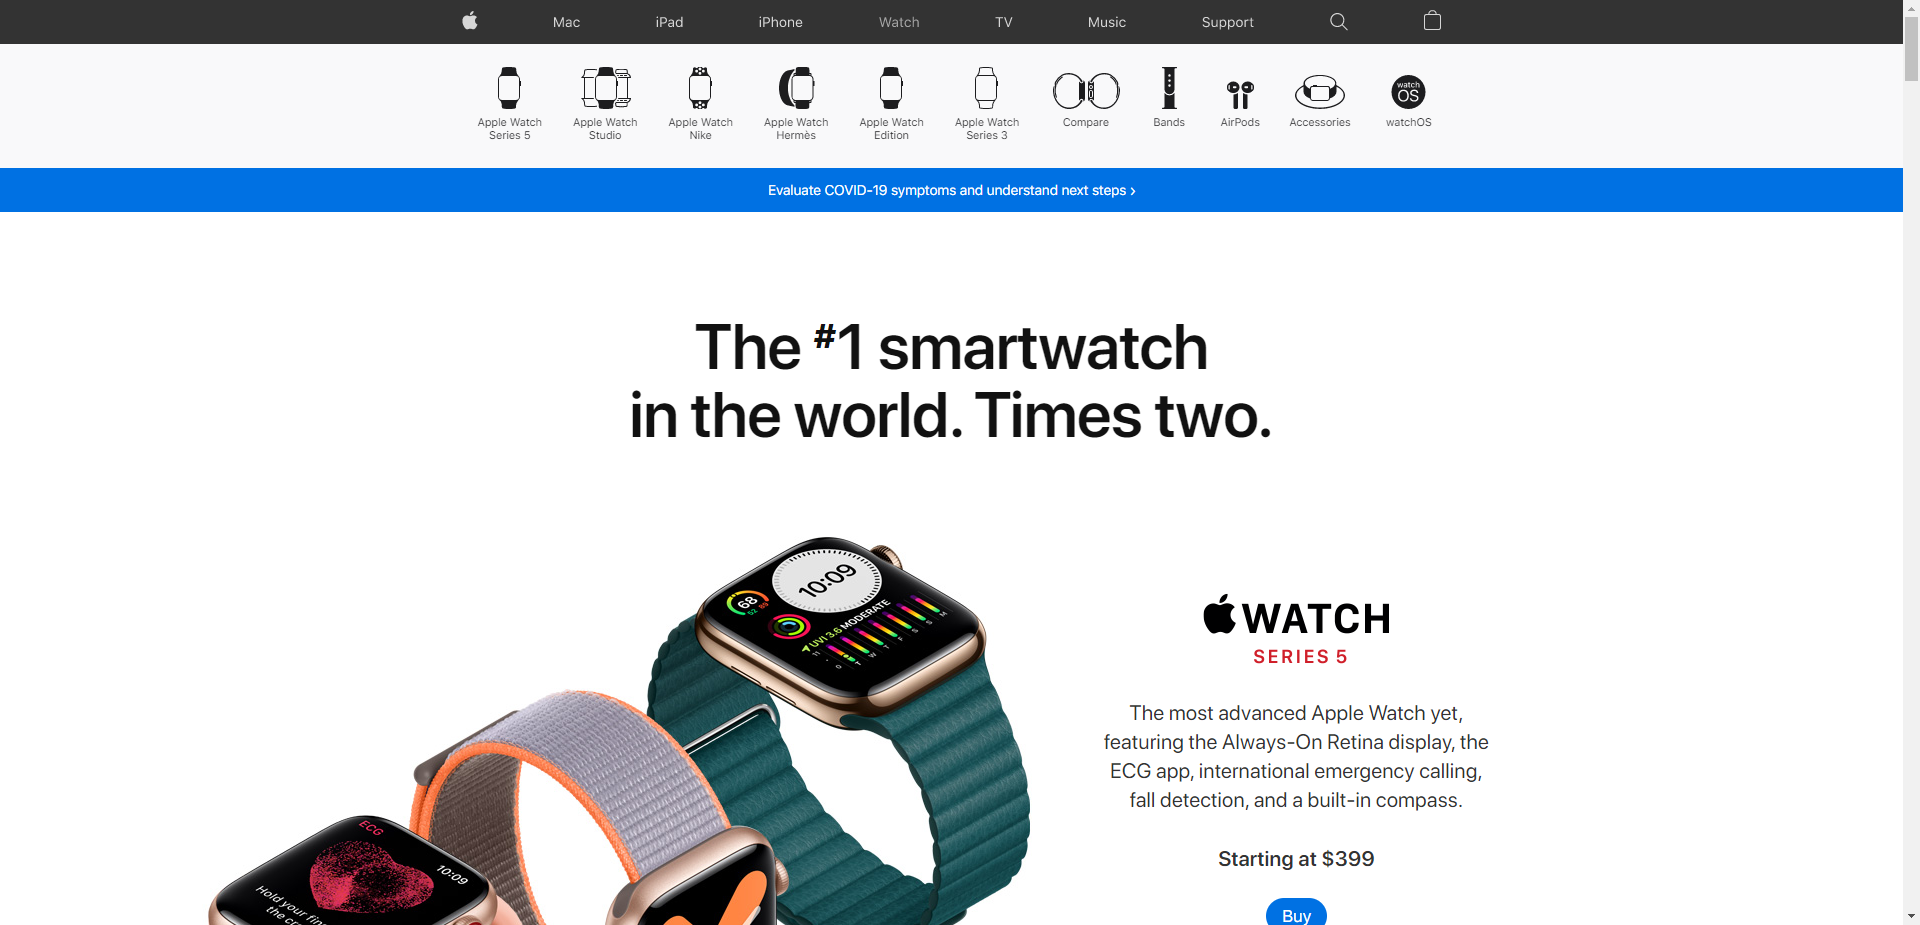 Mac
iPad
iPhone
Watch
TV
Music
Support
Apple Watch
Series 5
Apple Watch
Studio
Apple Watch
Nike
Apple Watch
Hermès
Apple Watch
Edition
Apple Watch
Series 3
Compare
Bands
AirPods
Accessories
watch
OS
watchOS
Evaluate COVID-19 symptoms and understand next steps ›
The #1 smartwatch
in the world. Times two.
10:09
68
52 89
UVI 3.6 MODERATE
T W T F S S M
WATCH
SERIES 5
The most advanced Apple Watch yet,
featuring the Always-On Retina display, the
ECG app, international emergency calling,
fall detection, and a built-in compass.
Starting at $399
Buy
ECG
10:09
Hold your
the